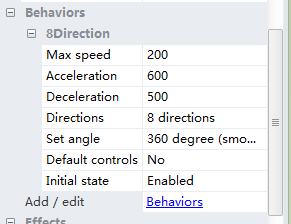 Behaviors
8Direction
Max speed 200
Acceleration 600
Deceleration 500
Directions 8 directions
Set angle 360 degree (smo...
Default controls No
Initial state Enabled
Add / edit Behaviors
Effects